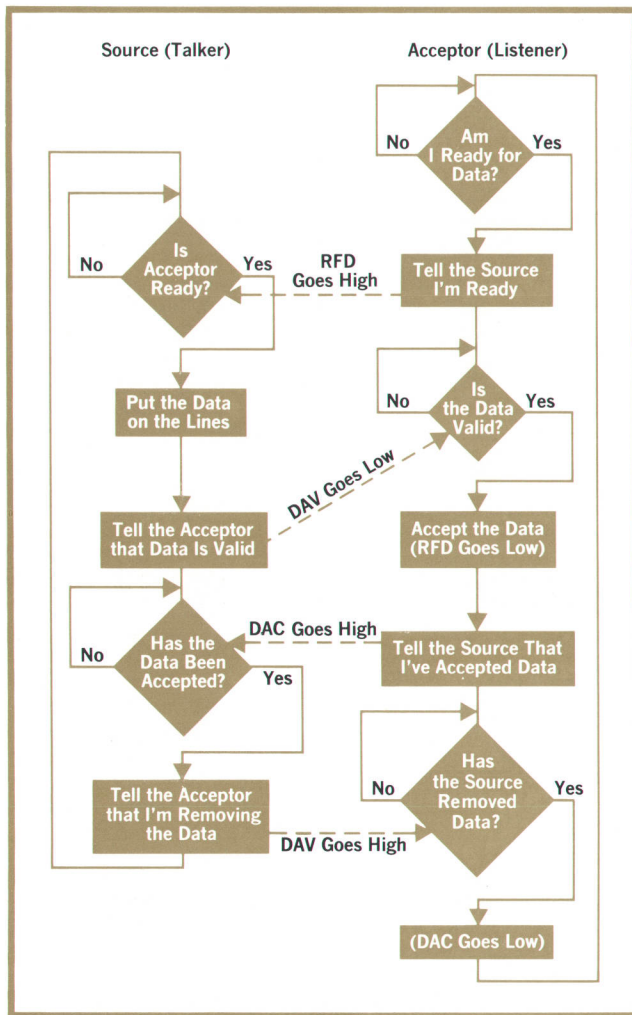 Source (Talker)
Acceptor (Listener)
Am
I Ready for
Data?
No
Yes
Tell the Source
I'm Ready
RFD
Goes High
Is
Acceptor
Ready?
No
Yes
Put the Data
on the Lines
Is
the Data
Valid?
No
Yes
DAV Goes Low
Tell the Acceptor
that Data Is Valid
Accept the Data
(RFD Goes Low)
DAC Goes High
Has the
Data Been
Accepted?
No
Yes
Tell the Source That
I've Accepted Data
Has
the Source
Removed
Data?
No
Yes
Tell the Acceptor
that I'm Removing
the Data
DAV Goes High
(DAC Goes Low)